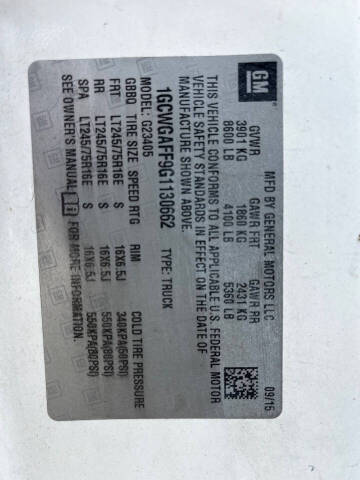 GM
MFD BY GENERAL MOTORS LLC 09/15
GVWR GAWR FRT GAWR RR
3901 KG 1860 KG 2431 KG
8600 LB 4100 LB 5360 LB
THIS VEHICLE CONFORMS TO ALL APPLICABLE U.S. FEDERAL MOTOR
VEHICLE SAFETY STANDARDS IN EFFECT ON THE DATE OF
MANUFACTURE SHOWN ABOVE.
1GCWGAFF9G1130662 TYPE: TRUCK
MODEL: G23405
GBBQ TIRE SIZE SPEED RTG RIM COLD TIRE PRESSURE
FRT LT245/75R16E S 16X6.5J 340KPA(50PSI)
RR LT245/75R16E S 16X6.5J 550KPA(80PSI)
SPA LT245/75R16E S 16X6.5J 550KPA(80PSI)
SEE OWNER'S MANUAL FOR MORE INFORMATION.